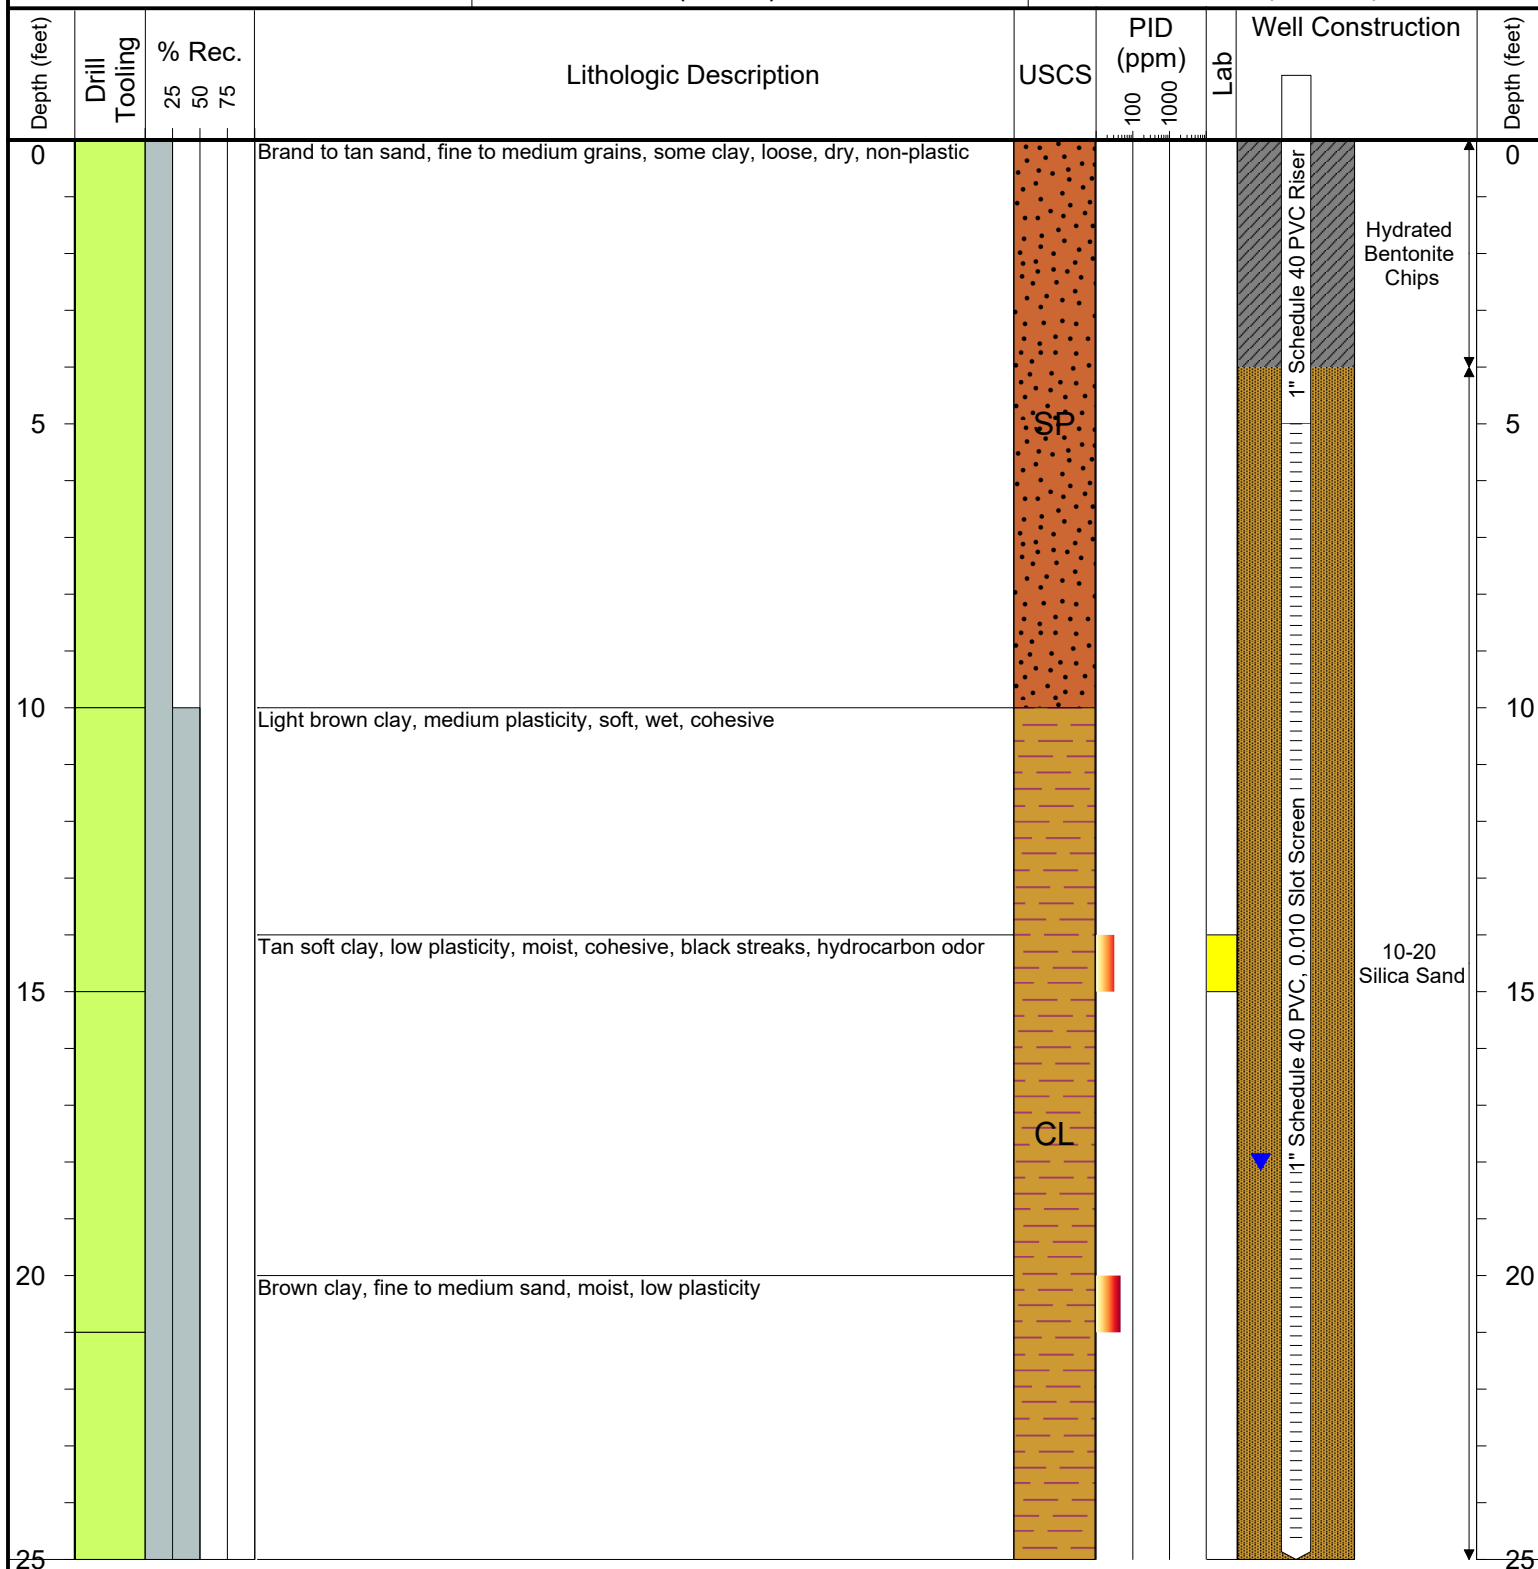 Depth (feet)
Drill
Tooling
% Rec.
25
50
75
Lithologic Description
USCS
PID
(ppm)
100
1000
Lab
Well Construction
Depth (feet)
0
Brand to tan sand, fine to medium grains, some clay, loose, dry, non-plastic
0
1" Schedule 40 PVC Riser
Hydrated
Bentonite
Chips
5
SP
5
10
Light brown clay, medium plasticity, soft, wet, cohesive
10
Tan soft clay, low plasticity, moist, cohesive, black streaks, hydrocarbon odor
1" Schedule 40 PVC, 0.010 Slot Screen
10-20
Silica Sand
15
15
CL
20
Brown clay, fine to medium sand, moist, low plasticity
20
25
25